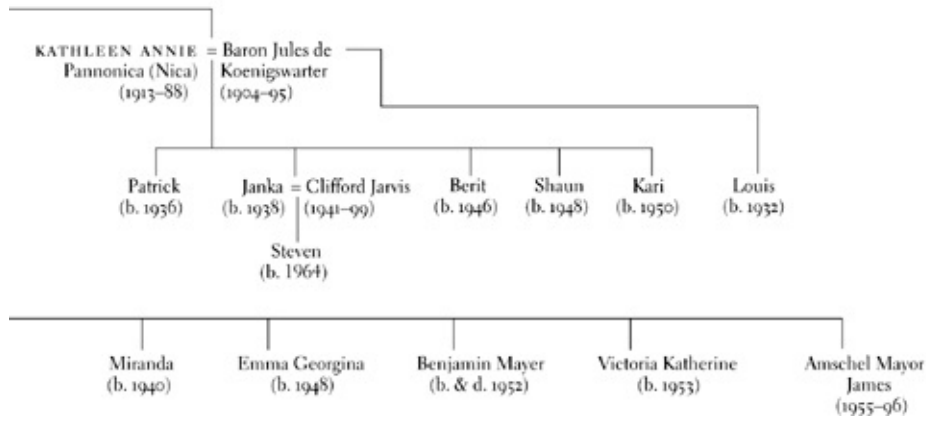 KATHLEEN ANNIE = Baron Jules de
Pannonica (Nica) Koenigswarter
(1913–88) (1904–95)
Patrick Janka = Clifford Jarvis Berit Shaun Kari Louis
(b. 1936) (b. 1938) (1941–99) (b. 1946) (b. 1948) (b. 1950) (b. 1932)
Steven
(b. 1964)
Miranda Emma Georgina Benjamin Mayer Victoria Katherine Amschel Mayor
(b. 1940) (b. 1948) (b. & d. 1952) (b. 1953) James
(1955–96)